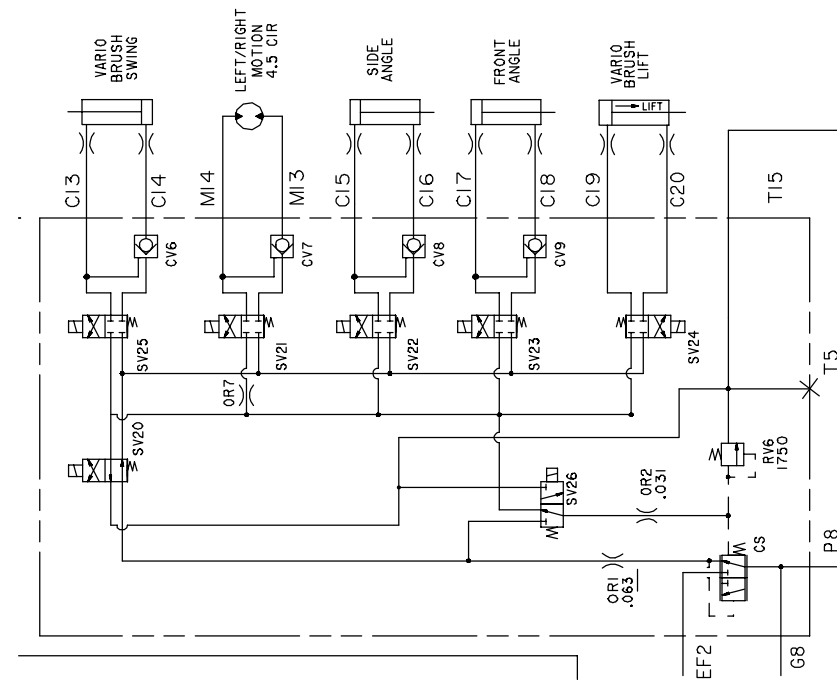 VARIO
BRUSH
SWING
LEFT/RIGHT
MOTION
4.5 CIR
SIDE
ANGLE
FRONT
ANGLE
VARIO
BRUSH
LIFT
LIFT
C13
C14
M14
M13
C15
C16
C17
C18
C19
C20
T15
CV6
CV7
CV8
CV9
SV25
SV21
SV22
SV23
SV24
OR7
T5
SV20
SV26
OR2
.031
RV6
1750
OR1
.063
CS
P8
EF2
G8